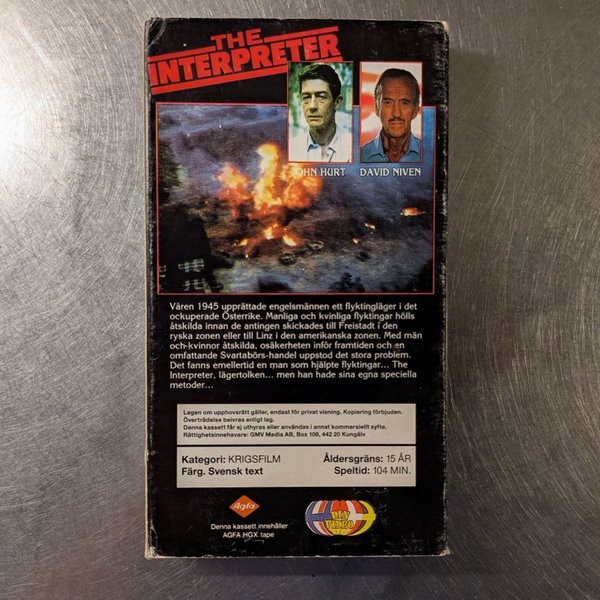 THE
INTERPRETER
JOHN HURT
DAVID NIVEN
Våren 1945 upprättade engelsmännen ett flyktingläger i det
ockuperade Österrike. Manliga och kvinliga flyktingar hölls
åtskilda innan de antingen skickades till Freistadt i den
ryska zonen eller till Linz i den amerikanska zonen. Med män
och-kvinnor åtskilda, osäkerheten inför framtiden och en
omfattande Svartabörs-handel uppstod det stora problem.
Det fanns emellertid en man som hjälpte flyktingar... The
Interpreter, lägertolken... men han hade sina egna speciella
metoder...
Lagen om upphovsrätt gäller, endast för privat visning. Kopiering förbjuden.
Överträdelse beivras enligt lag.
Denna kassett får ej uthyras eller användas i annat kommersiellt syfte.
Rättighetsinnehavare: GMV Media AB, Box 106, 442 20 Kungälv
Kategori: KRIGSFILM
Färg. Svensk text
Åldersgräns: 15 ÅR
Speltid: 104 MIN.
Agfa
Denna kassett innehåller
AGFA HGX tape
VIDEO